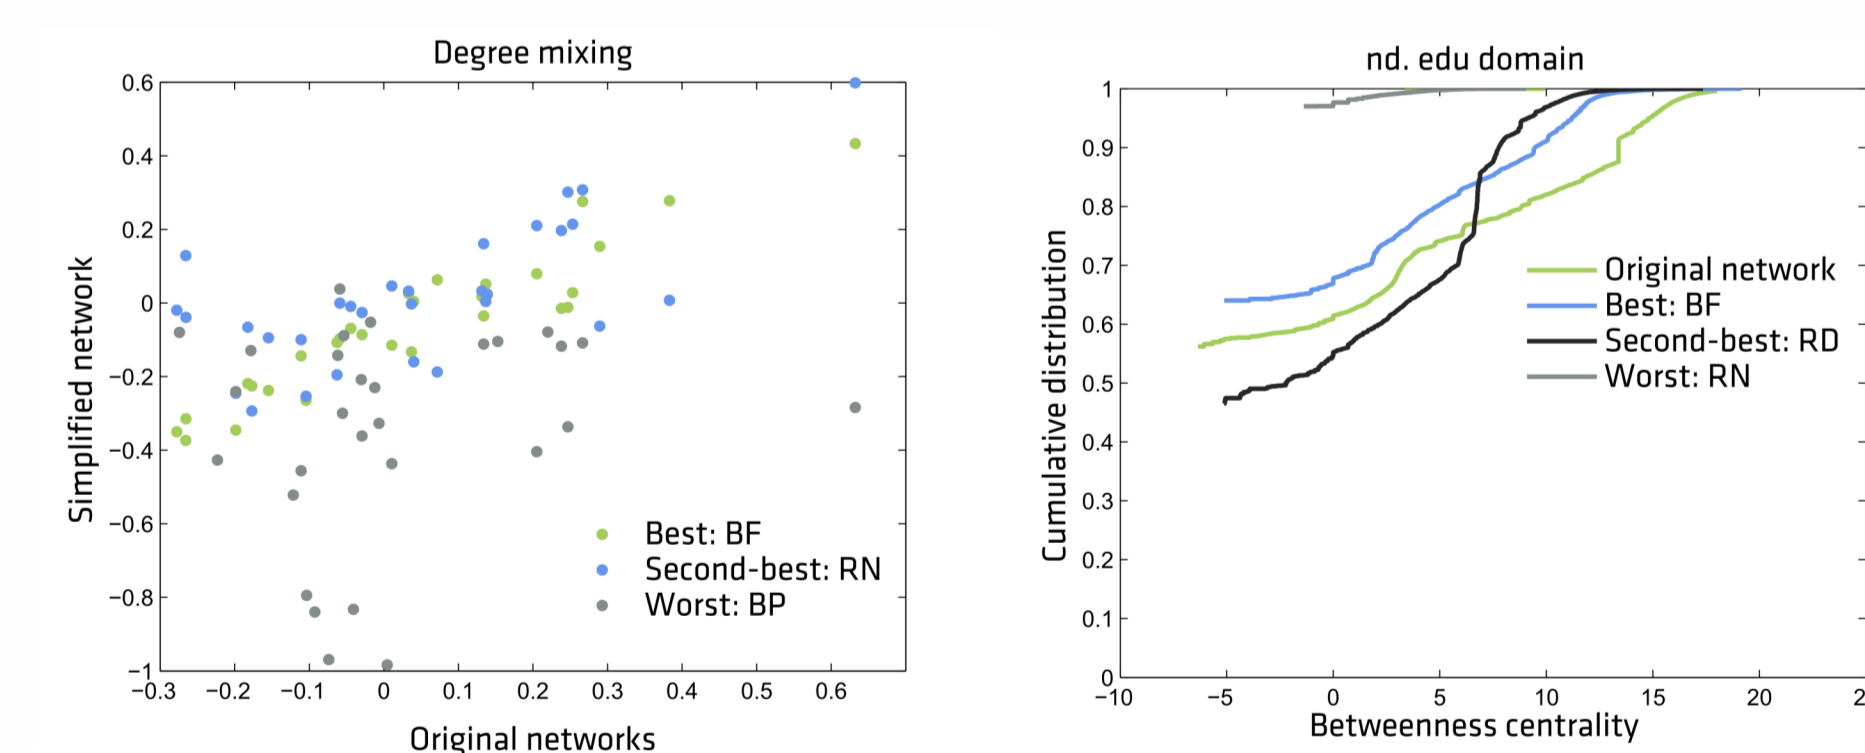 Degree mixing
0.6
0.4
0.2
0
−0.2
−0.4
−0.6
−0.8
−1
−0.3 −0.2 −0.1 0 0.1 0.2 0.3 0.4 0.5 0.6
Simplified network
Original networks
Best: BF
Second-best: RN
Worst: BP
nd. edu domain
1
0.9
0.8
0.7
0.6
0.5
0.4
0.3
0.2
0.1
0
−10 −5 0 5 10 15 20
Cumulative distribution
Betweenness centrality
Original network
Best: BF
Second-best: RD
Worst: RN